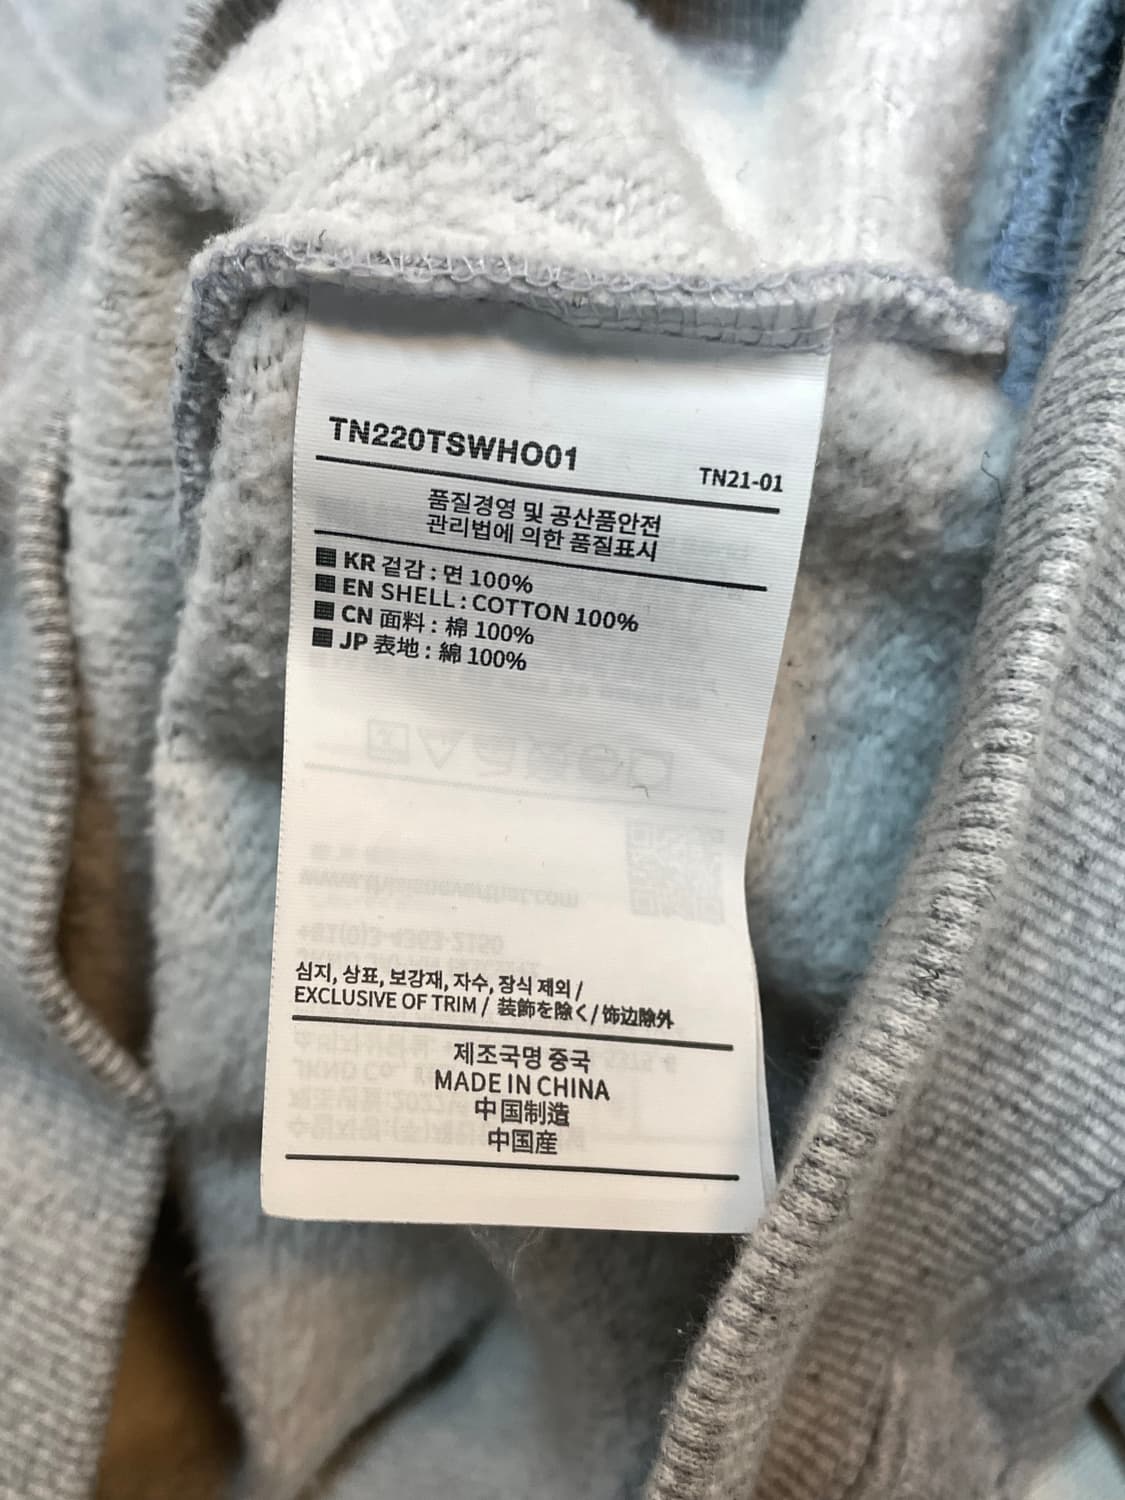 TN220TSWHO01
TN21-01
품질경영 및 공산품안전
관리법에 의한 품질표시
KR 겉감 : 면 100%
EN SHELL : COTTON 100%
CN 面料 : 棉 100%
JP 表地 : 綿 100%
심지, 상표, 보강재, 자수, 장식 제외 /
EXCLUSIVE OF TRIM / 装飾を除く / 饰边除外
제조국명 중국
MADE IN CHINA
中国制造
中国産